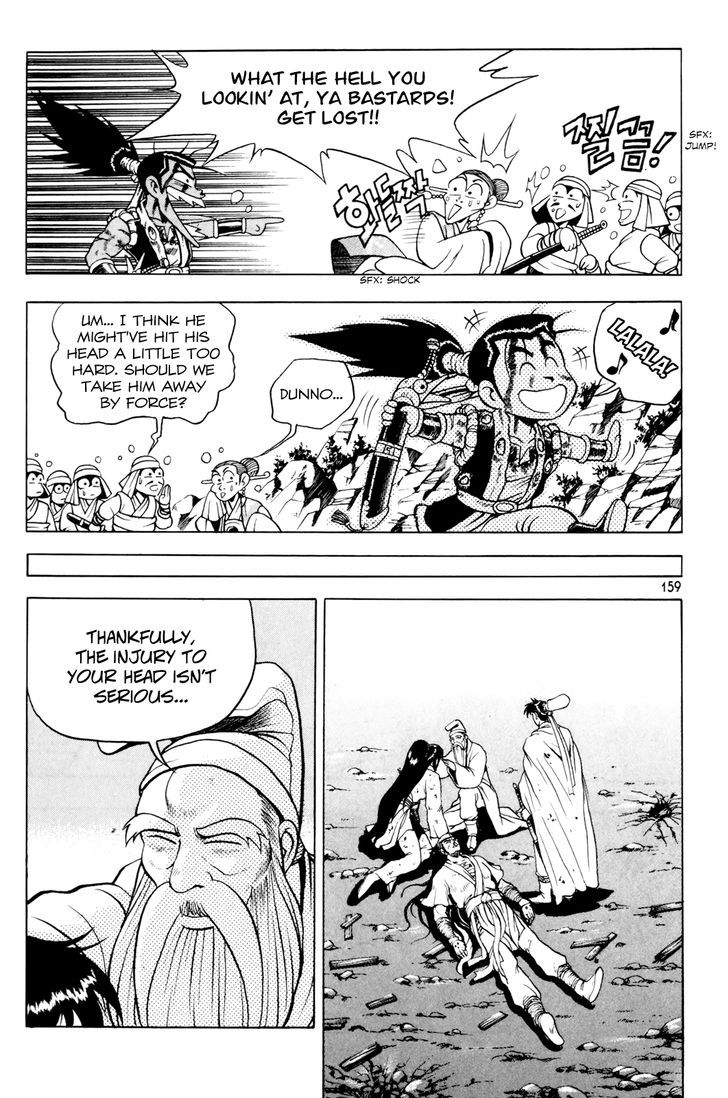 WHAT THE HELL YOU
LOOKIN' AT, YA BASTARDS!
GET LOST!!
화들짝
찔끔!
SFX:
JUMP!
SFX: SHOCK
UM... I THINK HE
MIGHT'VE HIT HIS
HEAD A LITTLE TOO
HARD. SHOULD WE
TAKE HIM AWAY
BY FORCE?
DUNNO...
LALALA!
159
THANKFULLY,
THE INJURY TO
YOUR HEAD ISN'T
SERIOUS...